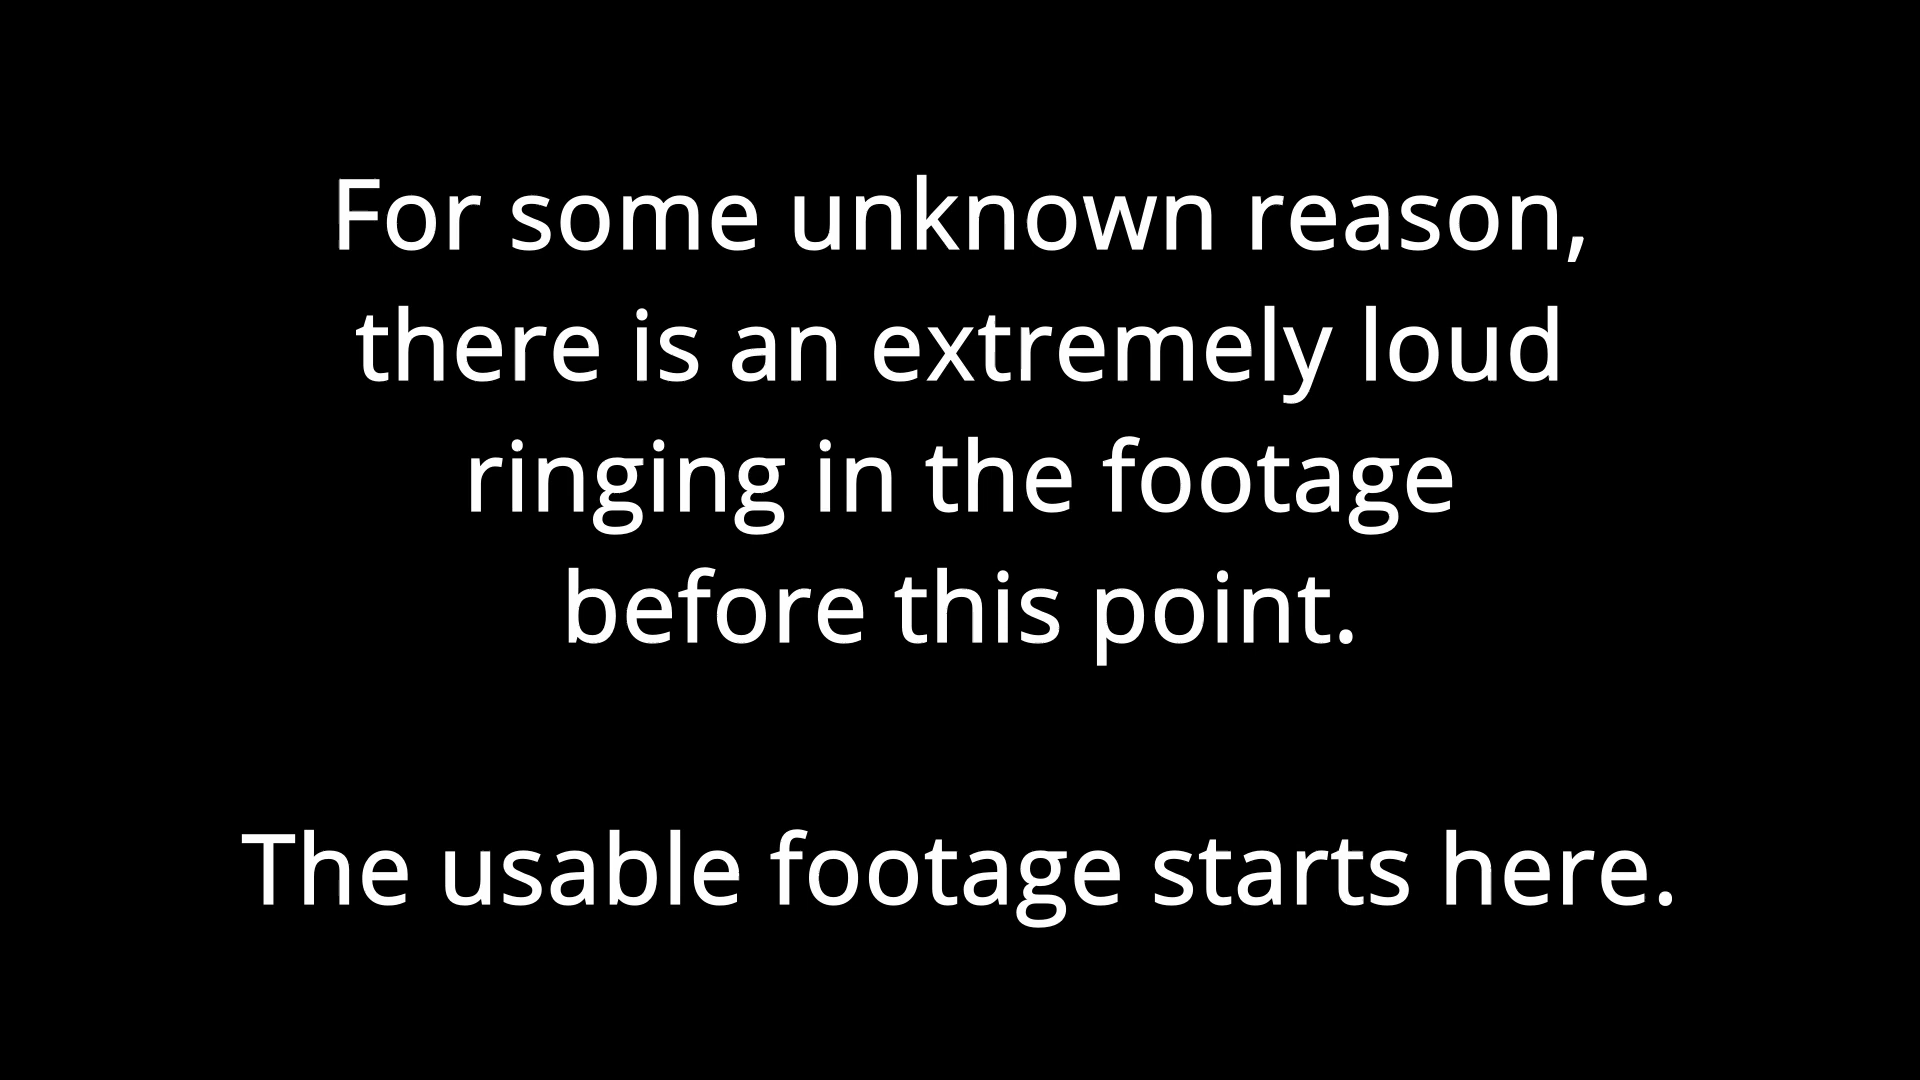 For some unknown reason,
there is an extremely loud
ringing in the footage
before this point.
The usable footage starts here.